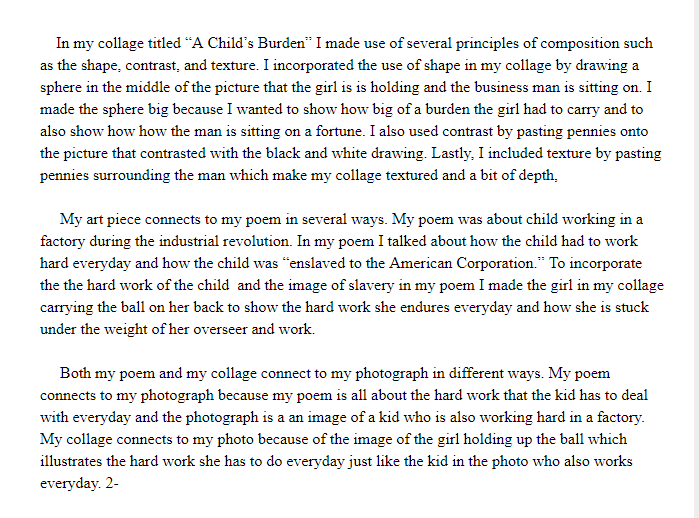 In my collage titled “A Child’s Burden” I made use of several principles of composition such
as the shape, contrast, and texture. I incorporated the use of shape in my collage by drawing a
sphere in the middle of the picture that the girl is is holding and the business man is sitting on. I
made the sphere big because I wanted to show how big of a burden the girl had to carry and to
also show how how the man is sitting on a fortune. I also used contrast by pasting pennies onto
the picture that contrasted with the black and white drawing. Lastly, I included texture by pasting
pennies surrounding the man which make my collage textured and a bit of depth,
My art piece connects to my poem in several ways. My poem was about child working in a
factory during the industrial revolution. In my poem I talked about how the child had to work
hard everyday and how the child was “enslaved to the American Corporation.” To incorporate
the the hard work of the child  and the image of slavery in my poem I made the girl in my collage
carrying the ball on her back to show the hard work she endures everyday and how she is stuck
under the weight of her overseer and work.
Both my poem and my collage connect to my photograph in different ways. My poem
connects to my photograph because my poem is all about the hard work that the kid has to deal
with everyday and the photograph is a an image of a kid who is also working hard in a factory.
My collage connects to my photo because of the image of the girl holding up the ball which
illustrates the hard work she has to do everyday just like the kid in the photo who also works
everyday. 2-